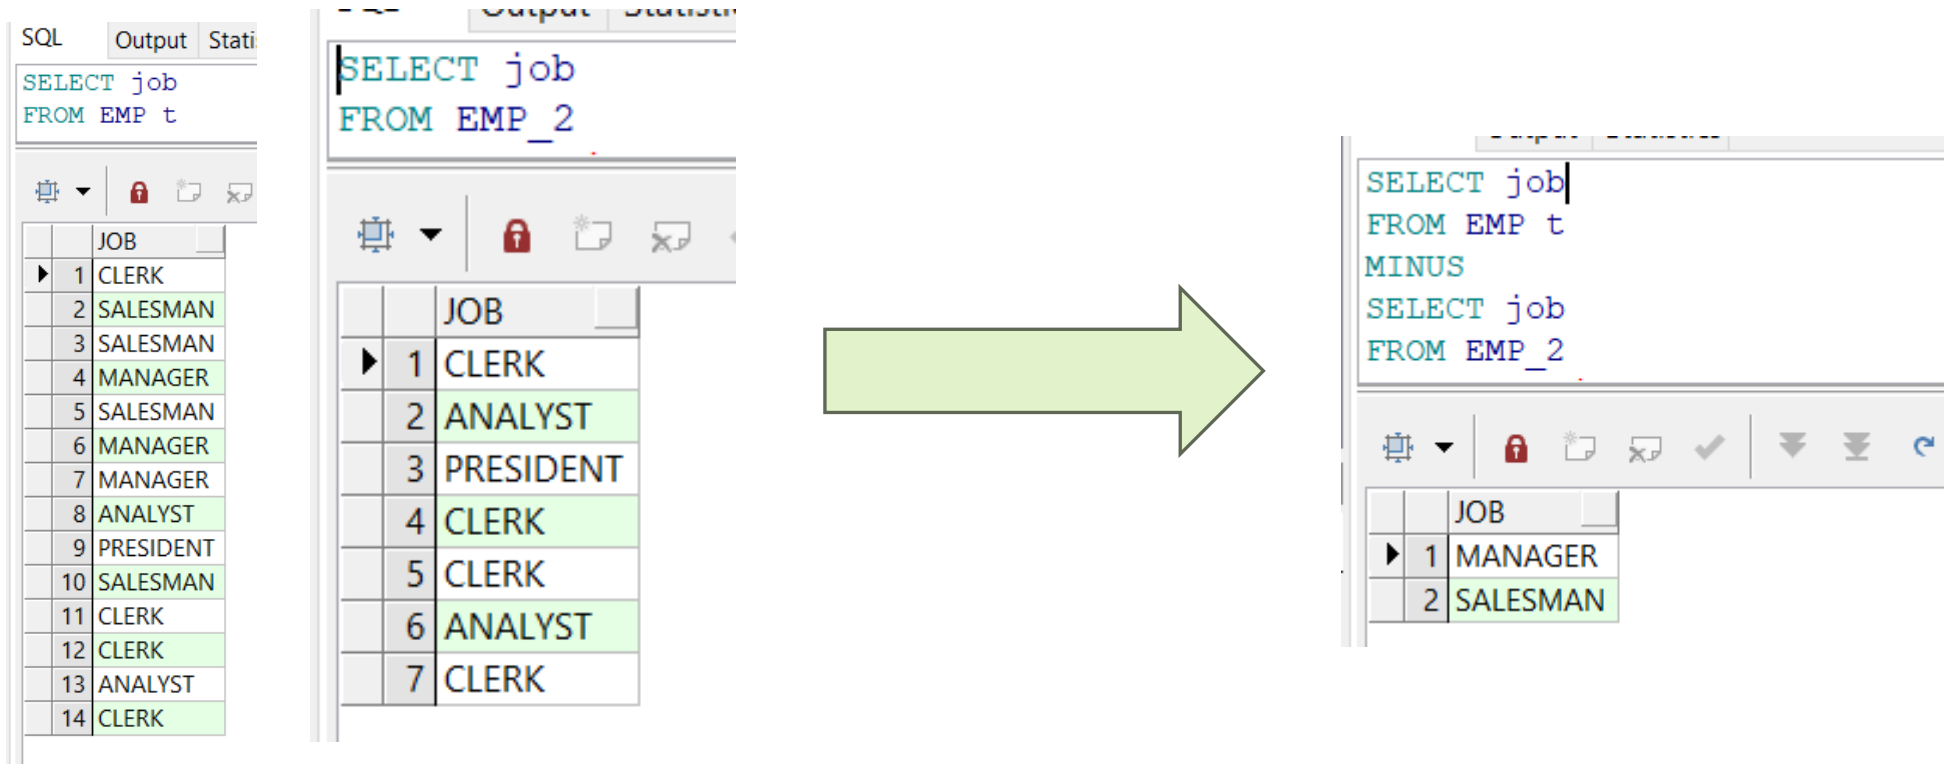 SQL Output Stati
SELECT job
FROM EMP t
JOB
1 CLERK
2 SALESMAN
3 SALESMAN
4 MANAGER
5 SALESMAN
6 MANAGER
7 MANAGER
8 ANALYST
9 PRESIDENT
10 SALESMAN
11 CLERK
12 CLERK
13 ANALYST
14 CLERK
SELECT job
FROM EMP_2
JOB
1 CLERK
2 ANALYST
3 PRESIDENT
4 CLERK
5 CLERK
6 ANALYST
7 CLERK
SELECT job
FROM EMP t
MINUS
SELECT job
FROM EMP_2
JOB
1 MANAGER
2 SALESMAN